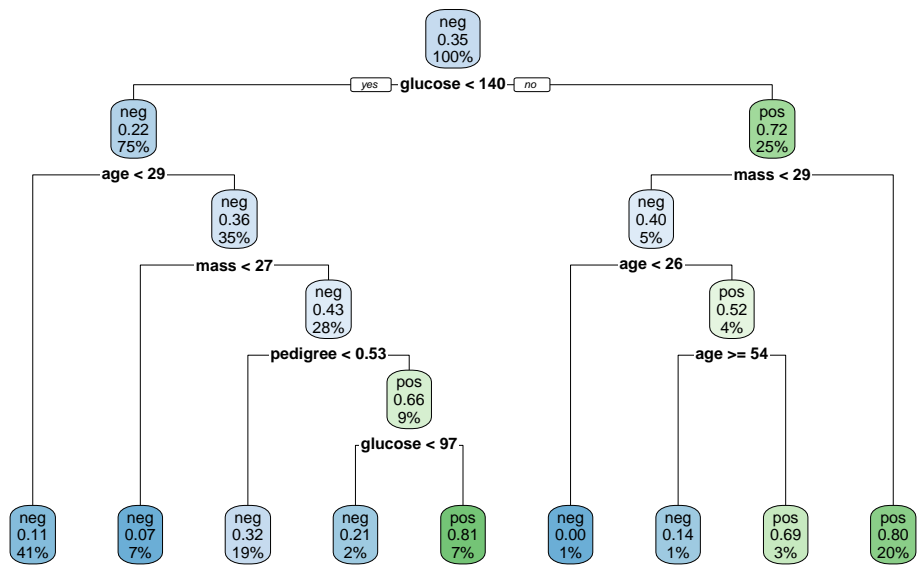 neg
0.35
100%
yes glucose < 140 no
neg
0.22
75%
pos
0.72
25%
age < 29
mass < 29
neg
0.36
35%
neg
0.40
5%
mass < 27
age < 26
neg
0.43
28%
pos
0.52
4%
pedigree < 0.53
age >= 54
pos
0.66
9%
glucose < 97
neg
0.11
41%
neg
0.07
7%
neg
0.32
19%
neg
0.21
2%
pos
0.81
7%
neg
0.00
1%
neg
0.14
1%
pos
0.69
3%
pos
0.80
20%